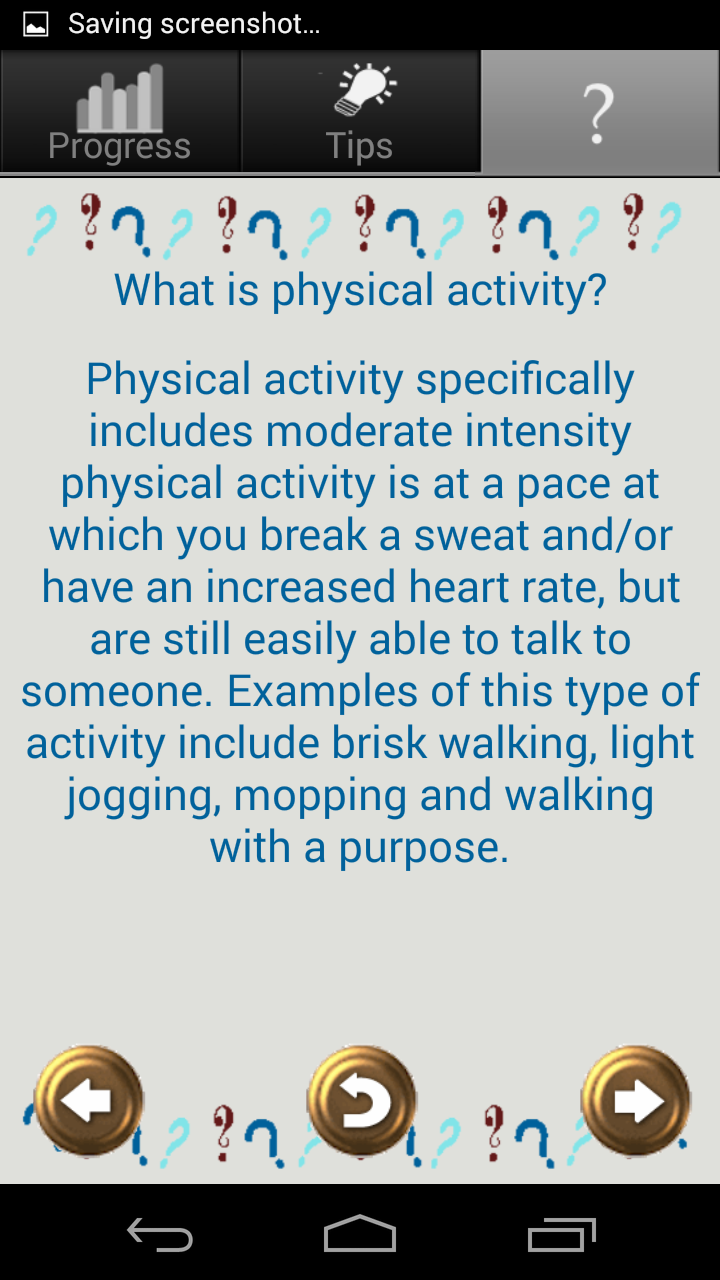 Saving screenshot...
Progress
Tips
?
What is physical activity?
Physical activity specifically
includes moderate intensity
physical activity is at a pace at
which you break a sweat and/or
have an increased heart rate, but
are still easily able to talk to
someone. Examples of this type of
activity include brisk walking, light
jogging, mopping and walking
with a purpose.